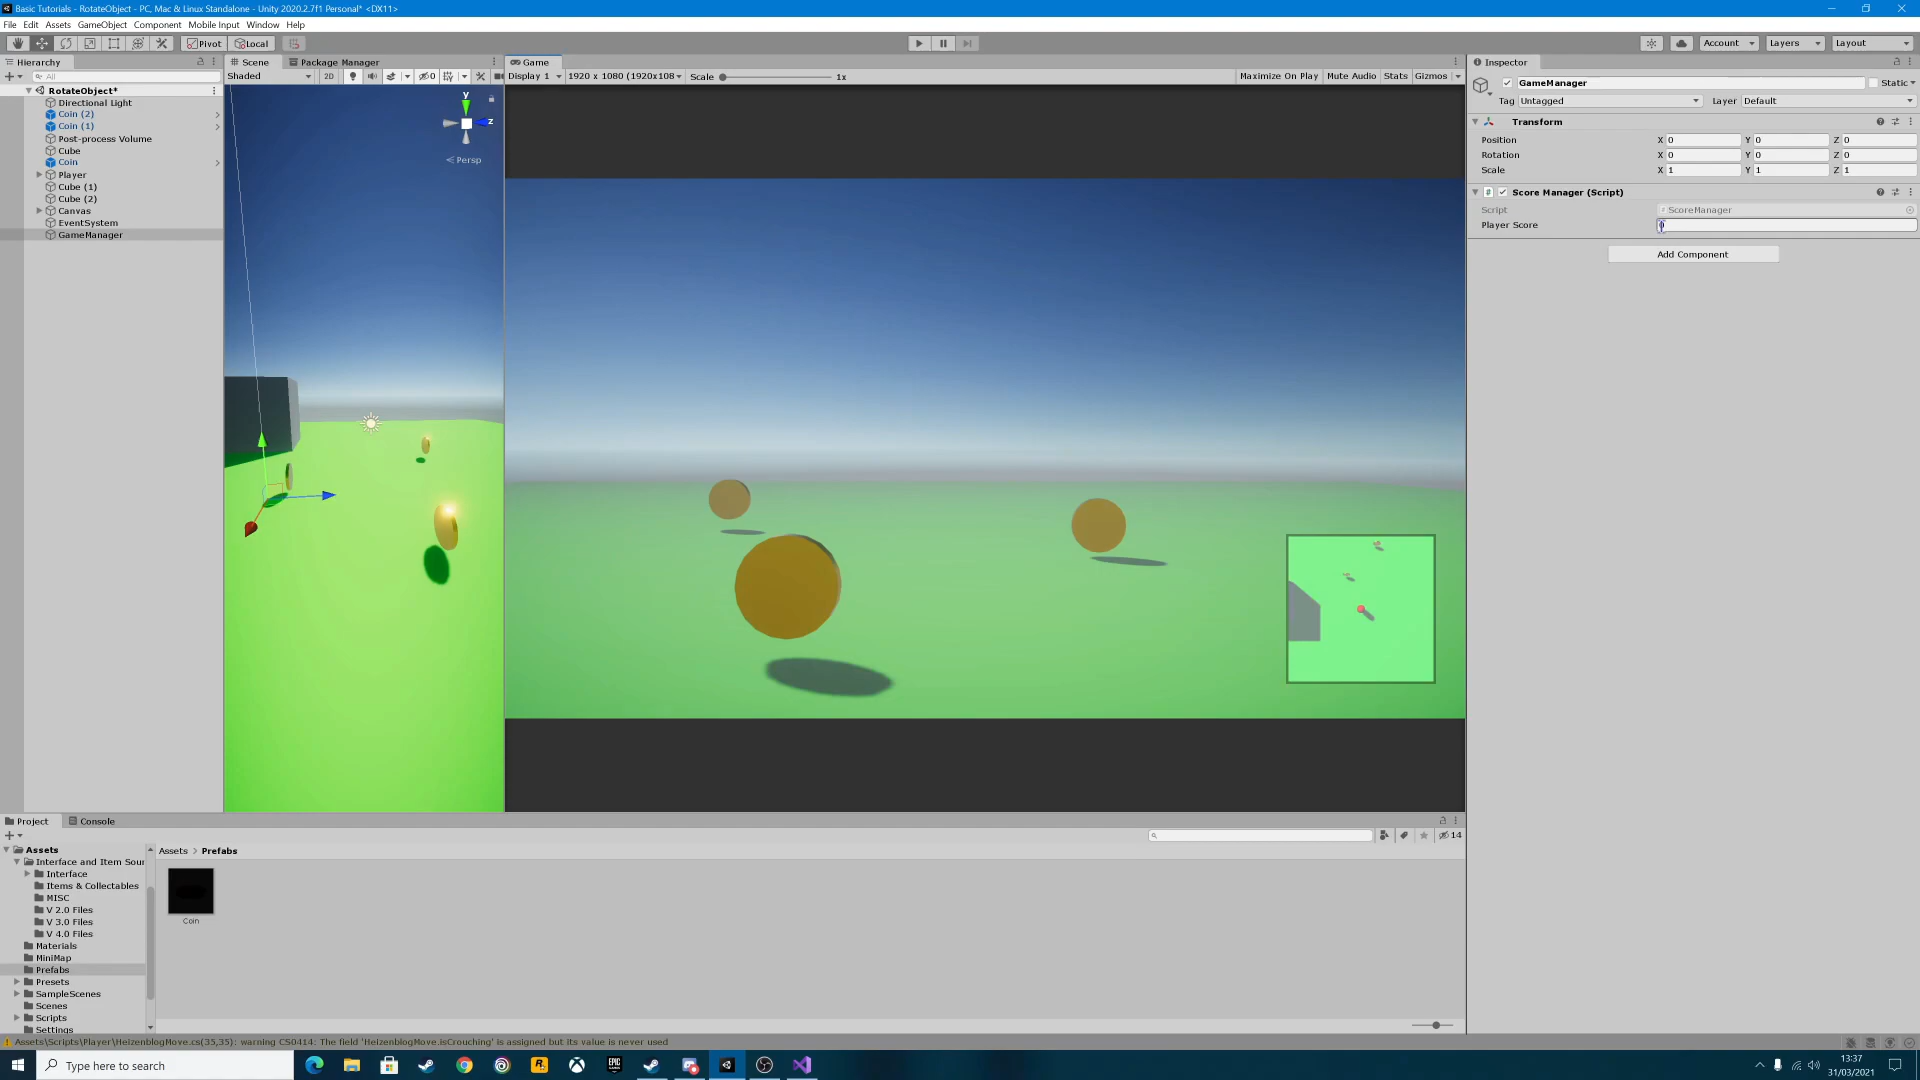 Basic Tutorials - RotateObject - PC, Mac & Linux Standalone - Unity 2020.2.7f1 Personal* <DX11>
File Edit Assets GameObject Component Mobile Input Window Help
Pivot Local Account Layers Layout
Hierarchy
All
RotateObject*
Directional Light
Coin (2)
Coin (1)
Post-process Volume
Cube
Coin
Player
Cube (1)
Cube (2)
Canvas
EventSystem
GameManager
Scene Package Manager
Shaded 2D 0
y
z
Persp
Game
Display 1 1920 x 1080 (1920x108 Scale 1x Maximize On Play Mute Audio Stats Gizmos
Inspector
GameManager Static
Tag Untagged Layer Default
Transform
Position X 0 Y 0 Z 0
Rotation X 0 Y 0 Z 0
Scale X 1 Y 1 Z 1
Score Manager (Script)
Script ScoreManager
Player Score 0
Add Component
Project Console
14
Assets
Interface and Item Sour
Interface
Items & Collectables
MISC
V 2.0 Files
V 3.0 Files
V 4.0 Files
Materials
MiniMap
Prefabs
Presets
SampleScenes
Scenes
Scripts
Settings
Assets > Prefabs
Coin
Assets\Scripts\Player\HeizenblogMove.cs(35,35): warning CS0414: The field 'HeizenblogMove.isCrouching' is assigned but its value is never used
Type here to search
EPIC
GAMES
R
13:37
31/03/2021